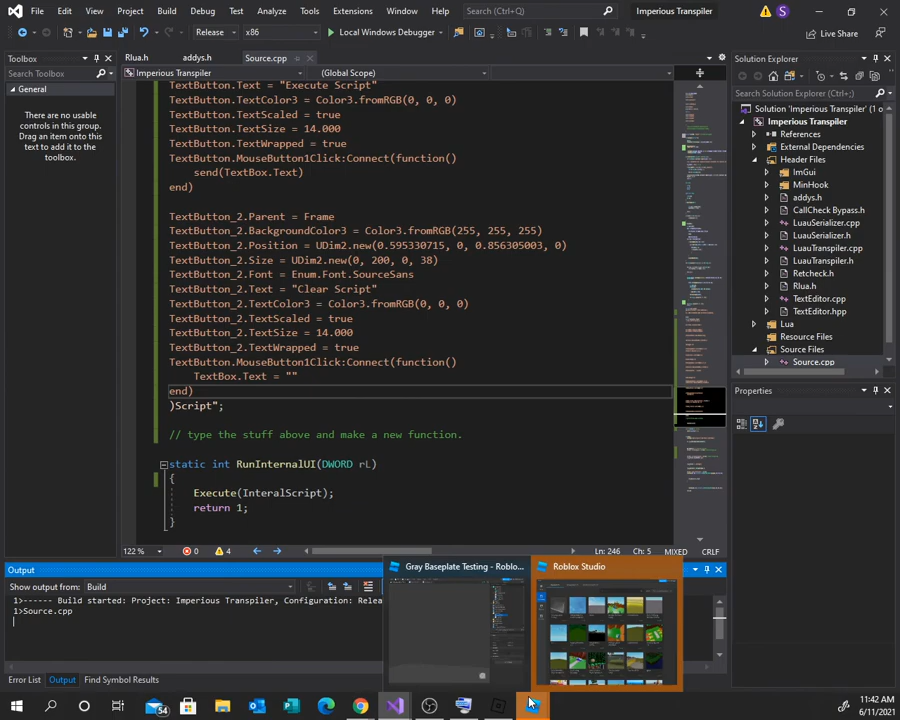 File Edit View Project Build Debug Test Analyze Tools Extensions Window Help Search (Ctrl+Q) Imperious Transpiler S
Release x86 Local Windows Debugger Live Share
Toolbox
Search Toolbox
General
There are no usable
controls in this group.
Drag an item onto this
text to add it to the
toolbox.
Rlua.h addys.h Source.cpp
Imperious Transpiler (Global Scope)
TextButton.Text = "Execute Script"
TextButton.TextColor3 = Color3.fromRGB(0, 0, 0)
TextButton.TextScaled = true
TextButton.TextSize = 14.000
TextButton.TextWrapped = true
TextButton.MouseButton1Click:Connect(function()
send(TextBox.Text)
end)
TextButton_2.Parent = Frame
TextButton_2.BackgroundColor3 = Color3.fromRGB(255, 255, 255)
TextButton_2.Position = UDim2.new(0.595330715, 0, 0.856305003, 0)
TextButton_2.Size = UDim2.new(0, 200, 0, 38)
TextButton_2.Font = Enum.Font.SourceSans
TextButton_2.Text = "Clear Script"
TextButton_2.TextColor3 = Color3.fromRGB(0, 0, 0)
TextButton_2.TextScaled = true
TextButton_2.TextSize = 14.000
TextButton_2.TextWrapped = true
TextButton.MouseButton1Click:Connect(function()
TextBox.Text = ""
end)
)Script";
// type the stuff above and make a new function.
static int RunInternalUI(DWORD rL)
{
Execute(InteralScript);
return 1;
}
122 % 0 4 Ln: 246 Ch: 5 MIXED CRLF
Solution Explorer
Search Solution Explorer (Ctrl+;)
Solution 'Imperious Transpiler' (1 o
Imperious Transpiler
References
External Dependencies
Header Files
ImGui
MinHook
addys.h
CallCheck Bypass.h
LuauSerializer.cpp
LuauSerializer.h
LuauTranspiler.cpp
LuauTranspiler.h
Retcheck.h
Rlua.h
TextEditor.cpp
TextEditor.hpp
Lua
Resource Files
Source Files
Source.cpp
Properties
Output
Show output from: Build
1>------ Build started: Project: Imperious Transpiler, Configuration: Relea
1>Source.cpp
Error List Output Find Symbol Results
Gray Baseplate Testing - Roblo... Roblox Studio
54
11:42 AM
6/11/2021